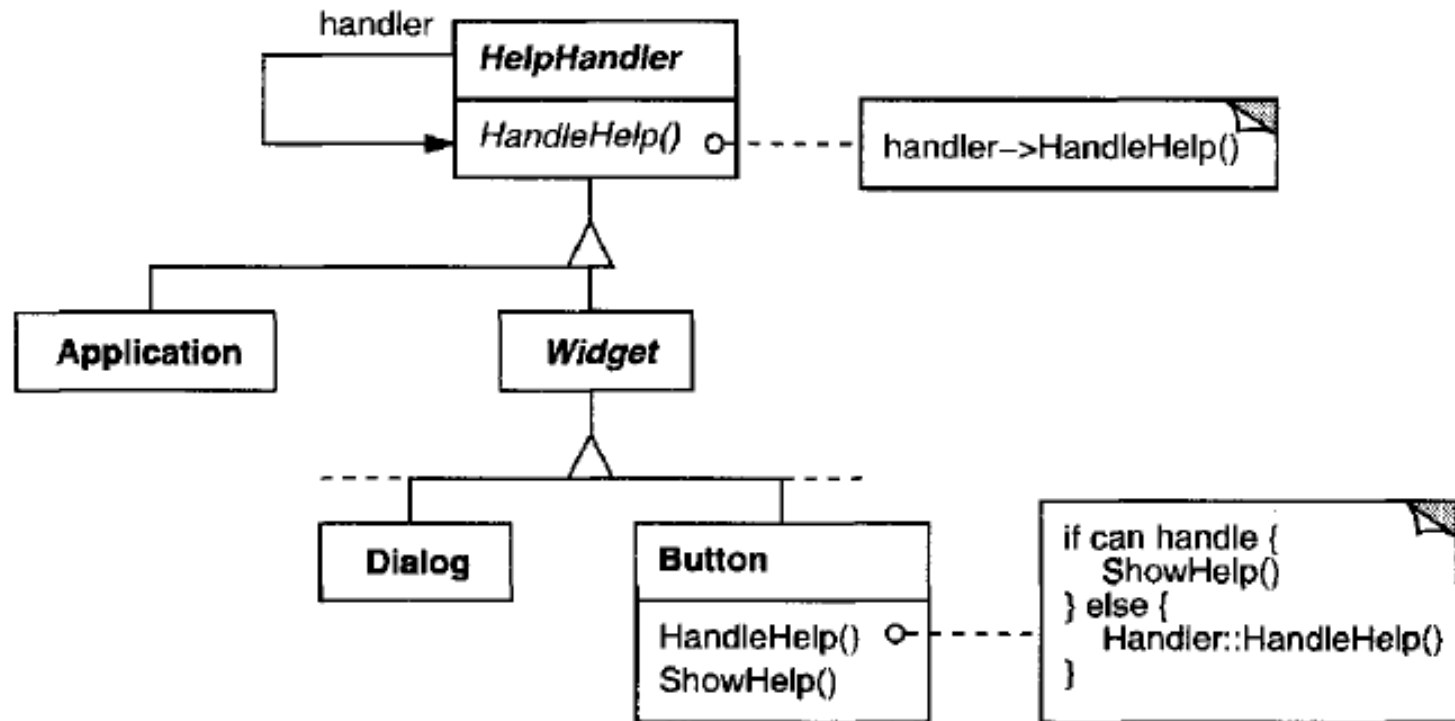 handler
HelpHandler
HandleHelp()
handler–>HandleHelp()
Application
Widget
Dialog
Button
HandleHelp()
ShowHelp()
if can handle {
ShowHelp()
} else {
Handler::HandleHelp()
}